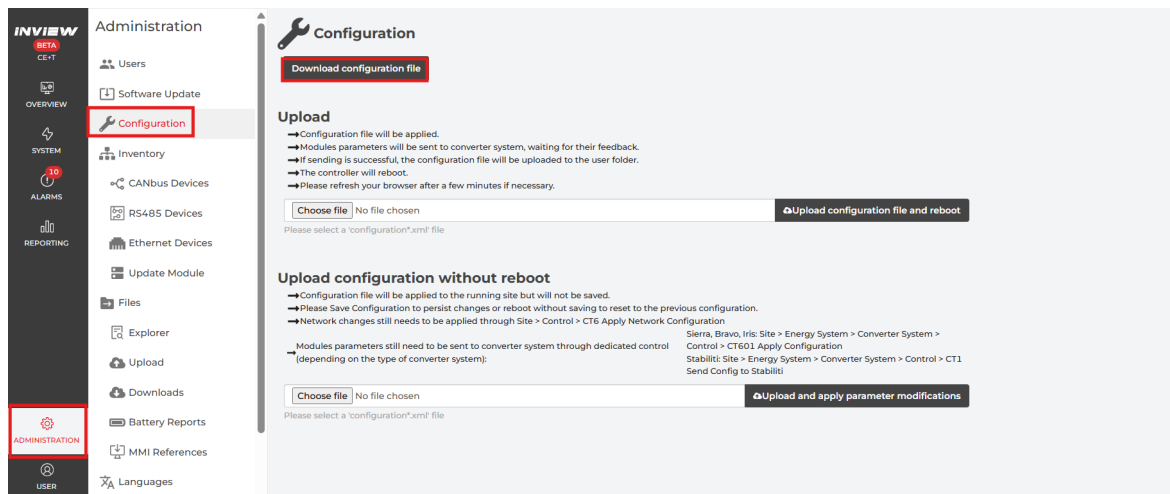 INVIEW
BETA
CE+T
OVERVIEW
SYSTEM
10
ALARMS
REPORTING
ADMINISTRATION
USER
Administration
Users
Software Update
Configuration
Inventory
CANbus Devices
RS485 Devices
Ethernet Devices
Update Module
Files
Explorer
Upload
Downloads
Battery Reports
MMI References
Languages
Configuration
Download configuration file
Upload
Configuration file will be applied.
Modules parameters will be sent to converter system, waiting for their feedback.
If sending is successful, the configuration file will be uploaded to the user folder.
The controller will reboot.
Please refresh your browser after a few minutes if necessary.
Choose file No file chosen
Upload configuration file and reboot
Please select a 'configuration*.xml' file
Upload configuration without reboot
Configuration file will be applied to the running site but will not be saved.
Please Save Configuration to persist changes or reboot without saving to reset to the previous configuration.
Network changes still needs to be applied through Site > Control > CT6 Apply Network Configuration
Modules parameters still need to be sent to converter system through dedicated control
(depending on the type of converter system):
Sierra, Bravo, Iris: Site > Energy System > Converter System >
Control > CT601 Apply Configuration
Stabiliti: Site > Energy System > Converter System > Control > CT1
Send Config to Stabiliti
Choose file No file chosen
Upload and apply parameter modifications
Please select a 'configuration*.xml' file